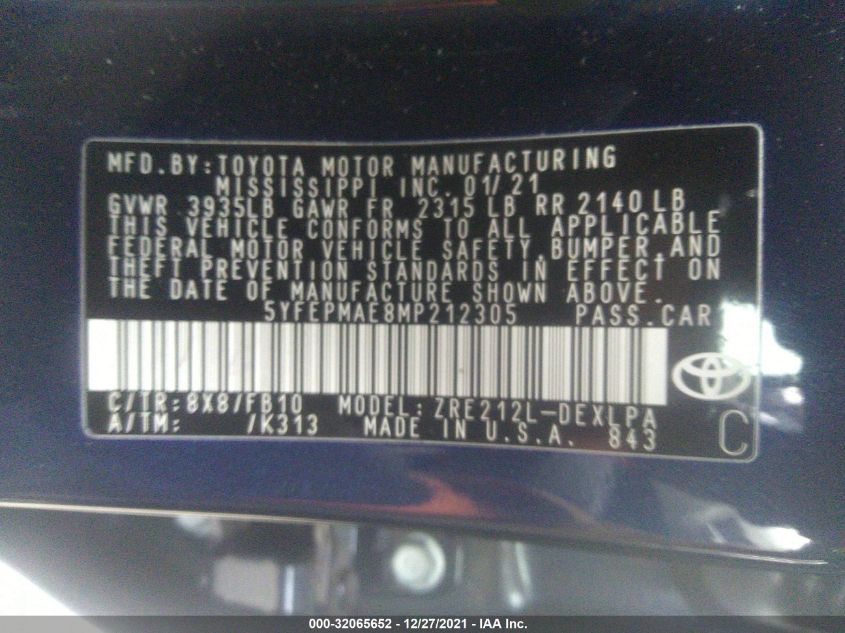 MFD.BY:TOYOTA MOTOR MANUFACTURING
MISSISSIPPI INC. 01/21
GVWR 3935LB GAWR FR 2315 LB RR 2140 LB
THIS VEHICLE CONFORMS TO ALL APPLICABLE
FEDERAL MOTOR VEHICLE SAFETY,BUMPER,AND
THEFT PREVENTION STANDARDS IN EFFECT ON
THE DATE OF MANUFACTURE SHOWN ABOVE.
5YFEPMAE8MP212305 PASS.CAR
C/TR:8X8/FB10 MODEL:ZRE212L-DEXLPA
A/TM: /K313 MADE IN U.S.A. 843
C
000-32065652 - 12/27/2021 - IAA Inc.